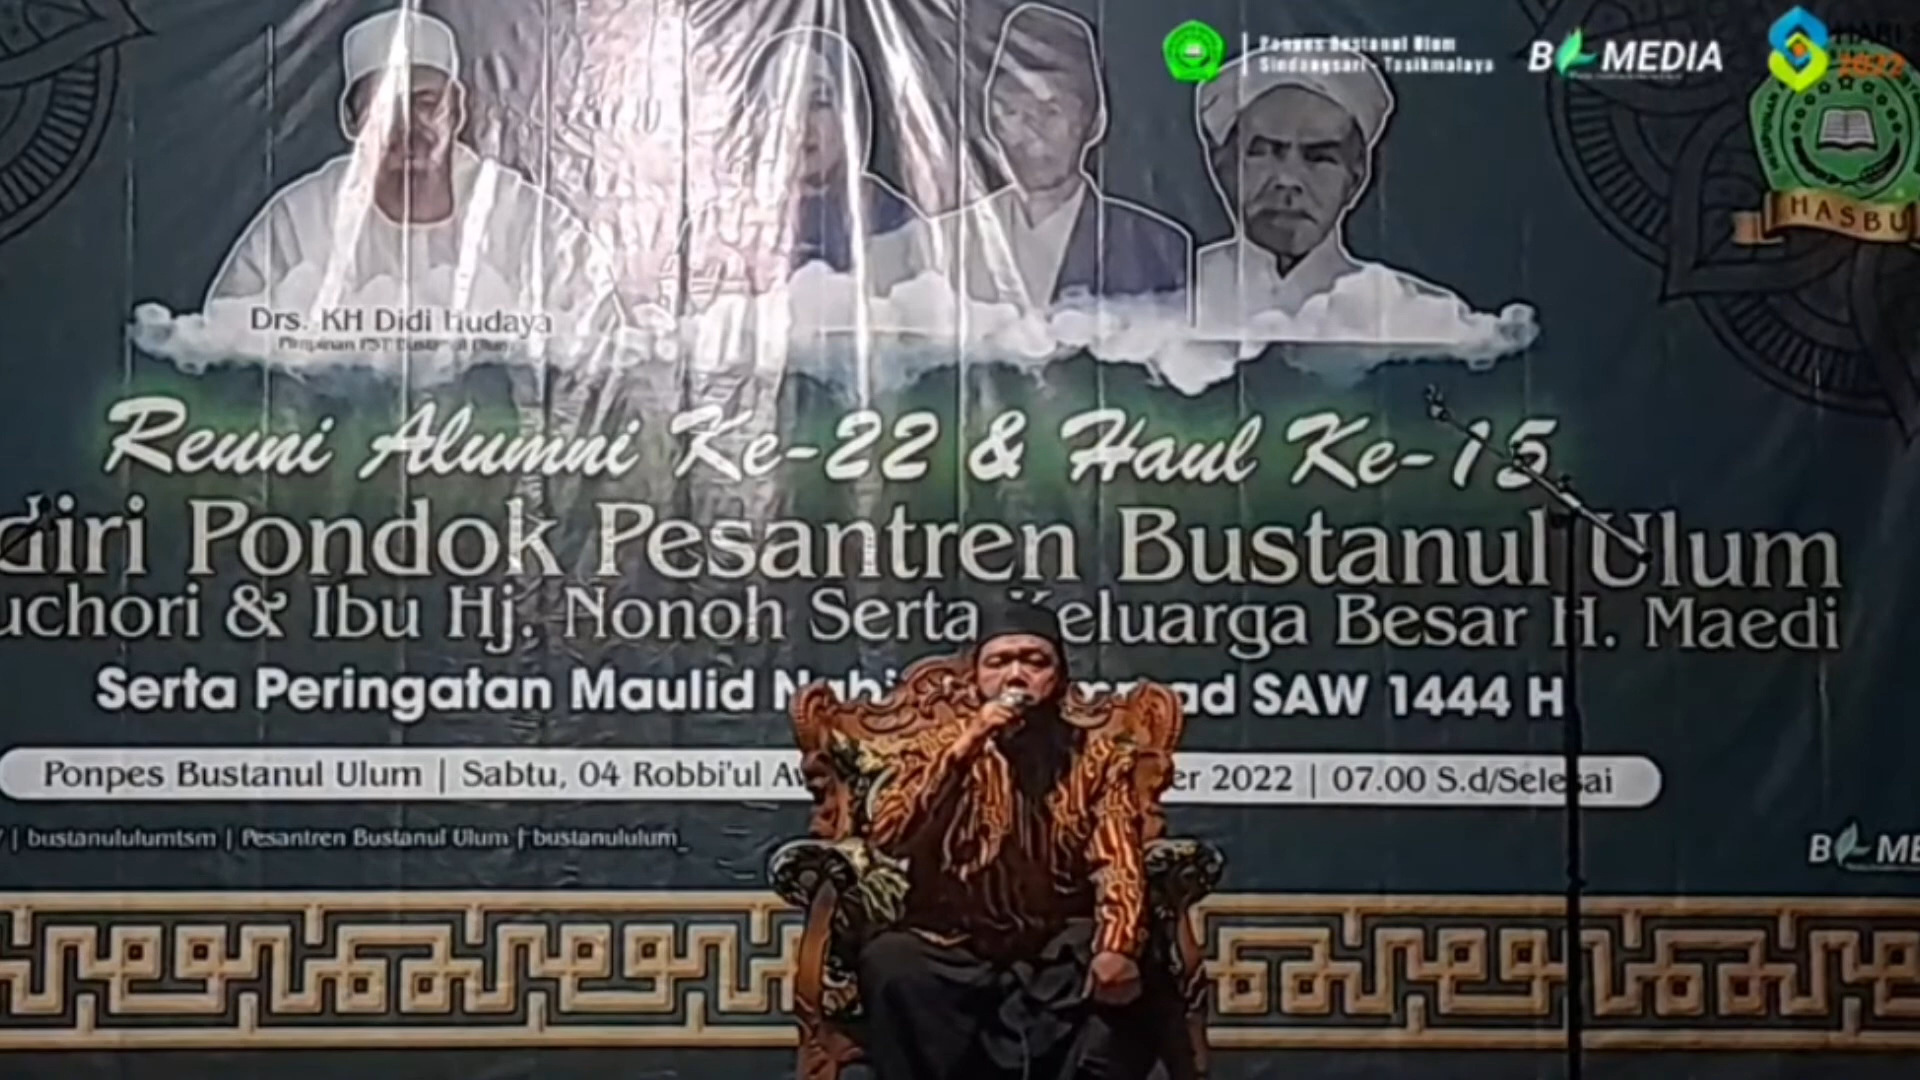 Ponpes Bustanul Ulum
Sindangsari - Tasikmalaya
MEDIA
2022
HASBU
Drs. KH Didi Hudaya
Reuni Alumni Ke-22 & Haul Ke-15
diri Pondok Pesantren Bustanul Ulum
uchori & Ibu Hj. Nonoh Serta Keluarga Besar H. Maedi
Serta Peringatan Maulid Nabi ad SAW 1444 H
Ponpes Bustanul Ulum | Sabtu, 04 Robbi'ul Aw er 2022 | 07.00 S.d/Selesai
| bustanululumtsm | Pesantren Bustanul Ulum | bustanululum_